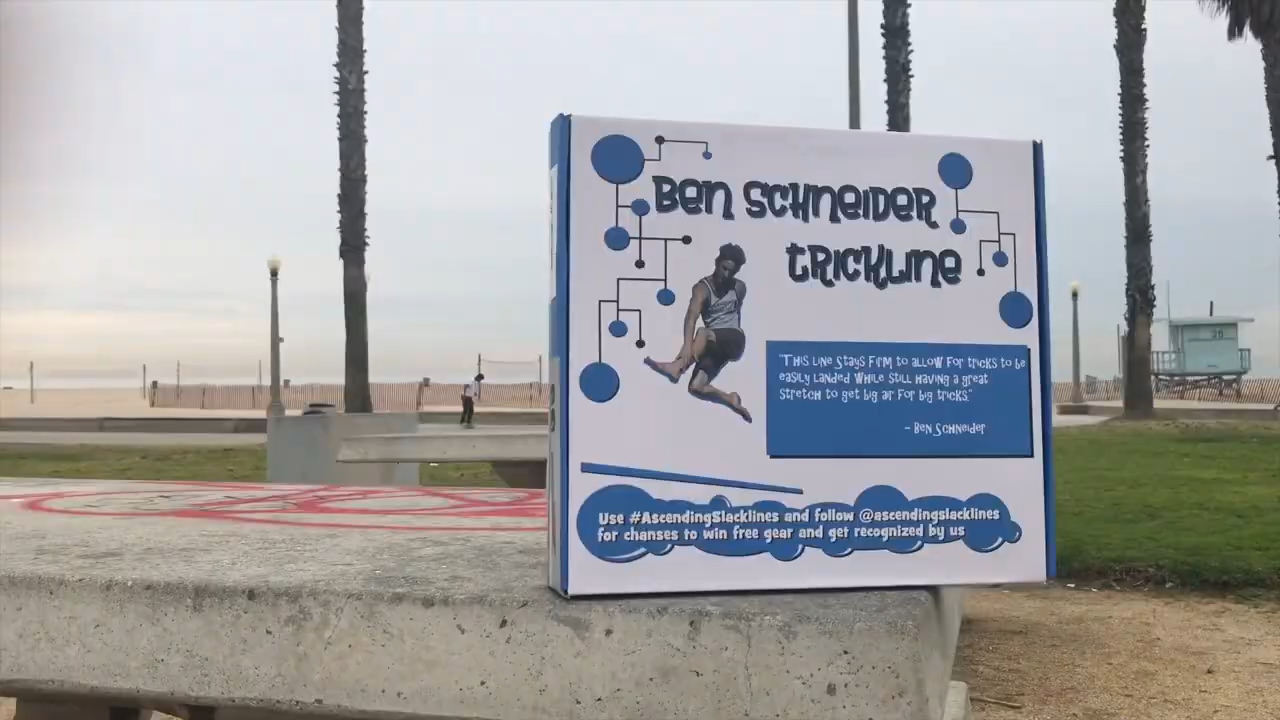 Ben Schneider
trickline
"This line stays firm to allow for tricks to be
easily landed while still having a great
stretch to get big air for big tricks."
- Ben Schneider
Use #AscendingSlacklines and follow @ascendingslacklines
for chanses to win free gear and get recognized by us